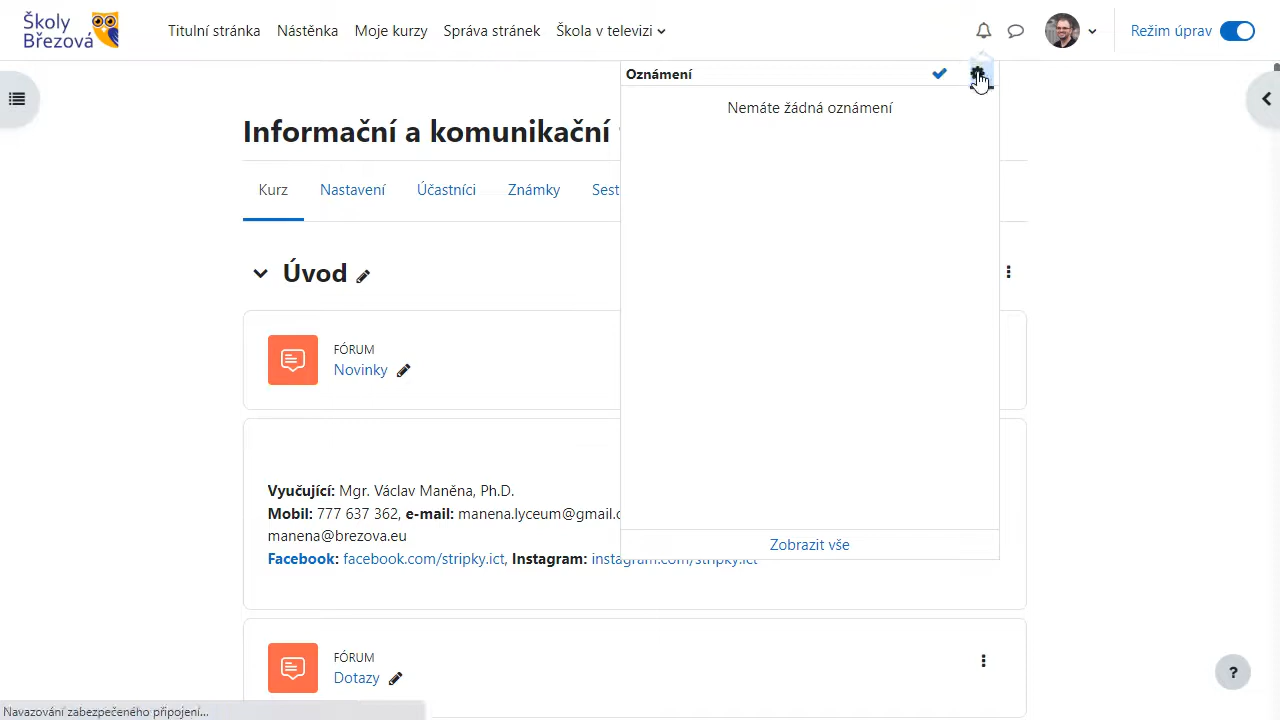 Školy
Březová
Titulní stránka Nástěnka Moje kurzy Správa stránek Škola v televizi
Režim úprav
Oznámení
Nemáte žádná oznámení
Informační a komunikační
Kurz Nastavení Účastníci Známky Sest
Úvod
FÓRUM
Novinky
Vyučující: Mgr. Václav Maněna, Ph.D.
Mobil: 777 637 362, e-mail: manena.lyceum@gmail.c
manena@brezova.eu
Zobrazit vše
Facebook: facebook.com/stripky.ict, Instagram: instagram.com/stripky.ict
FÓRUM
Dotazy
?
Navazování zabezpečeného připojení...